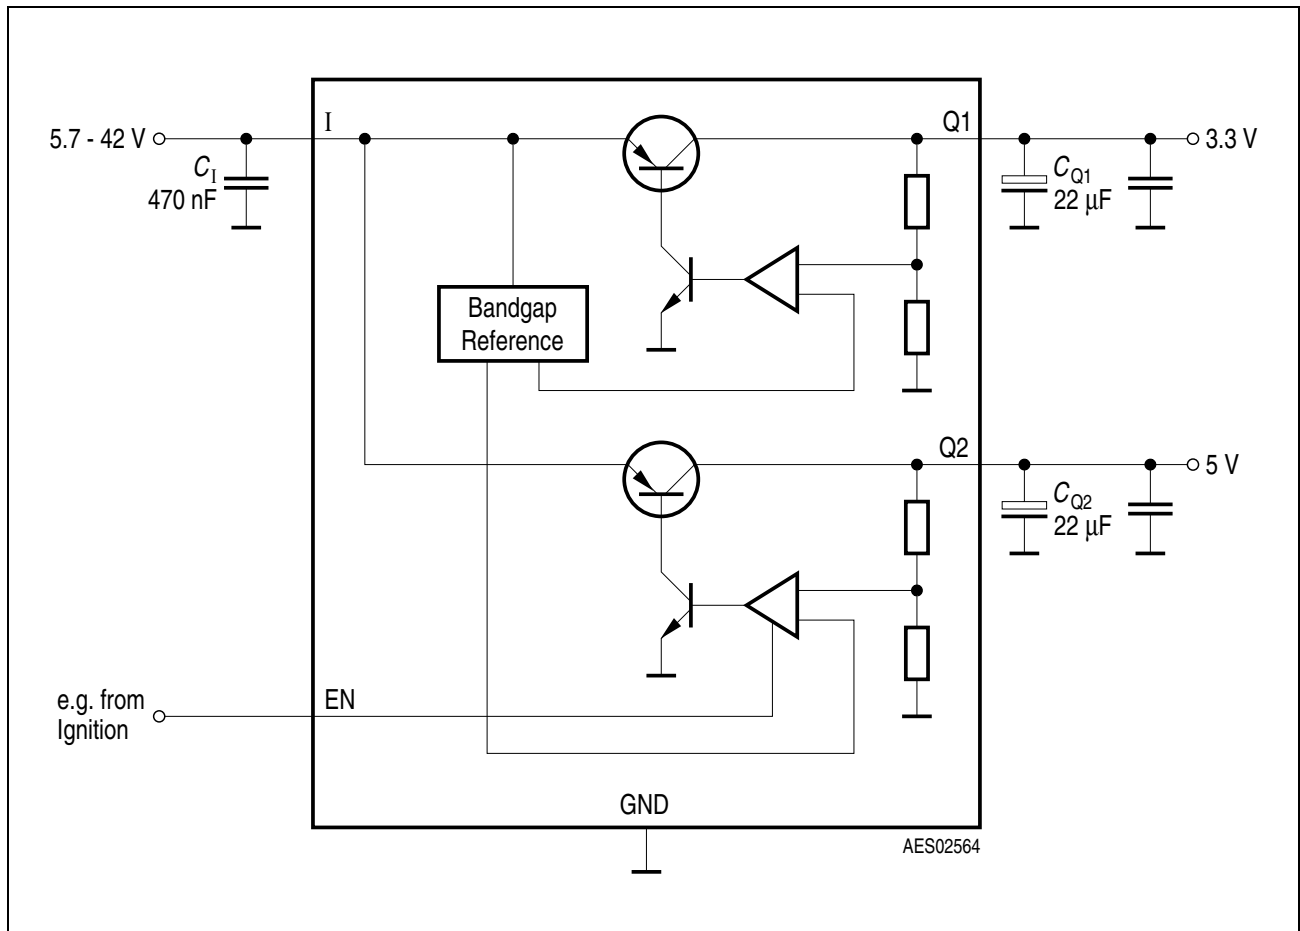 I
Q1
5.7 - 42 V
3.3 V
C_I
470 nF
C_Q1
22 µF
Bandgap
Reference
Q2
5 V
C_Q2
22 µF
e.g. from
Ignition
EN
GND
AES02564